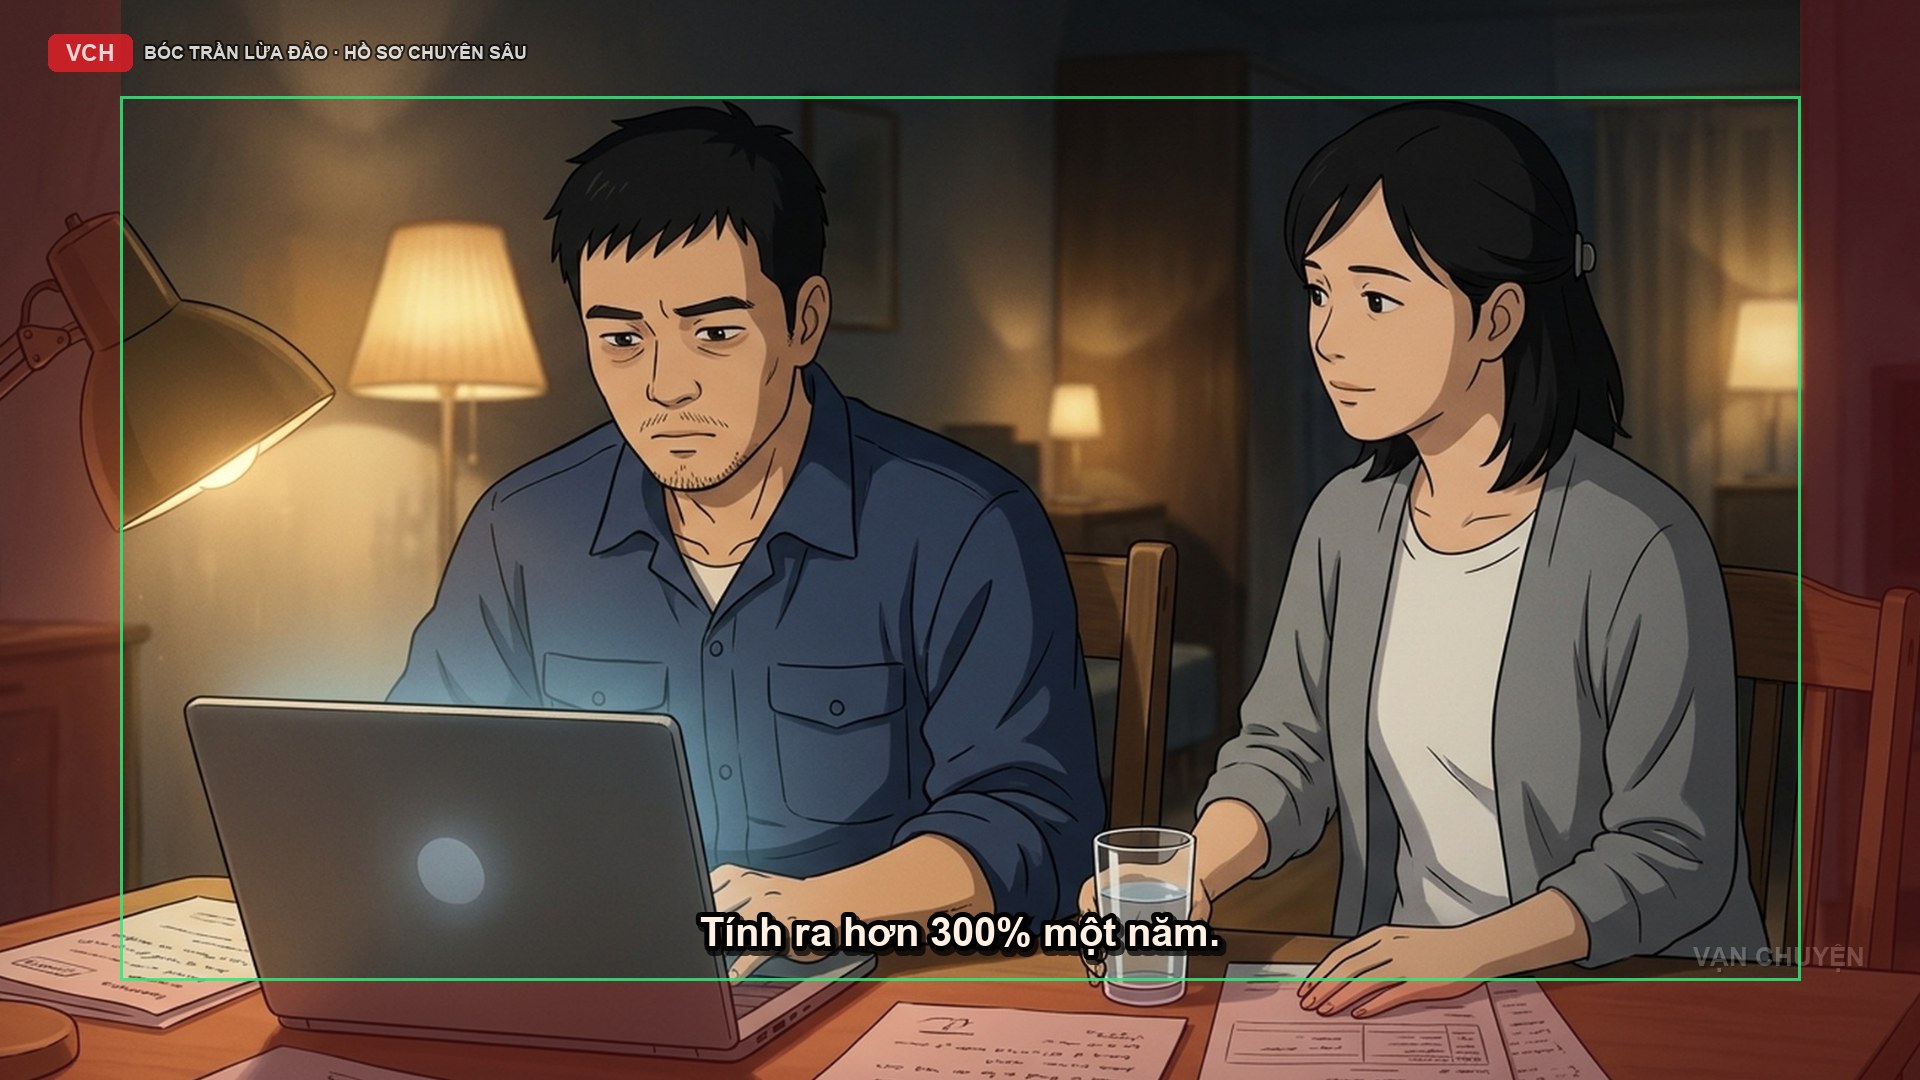 VCH
BÓC TRẦN LỪA ĐẢO · HỒ SƠ CHUYÊN SÂU
Tính ra hơn 300% một năm.
VẠN CHUYỆN